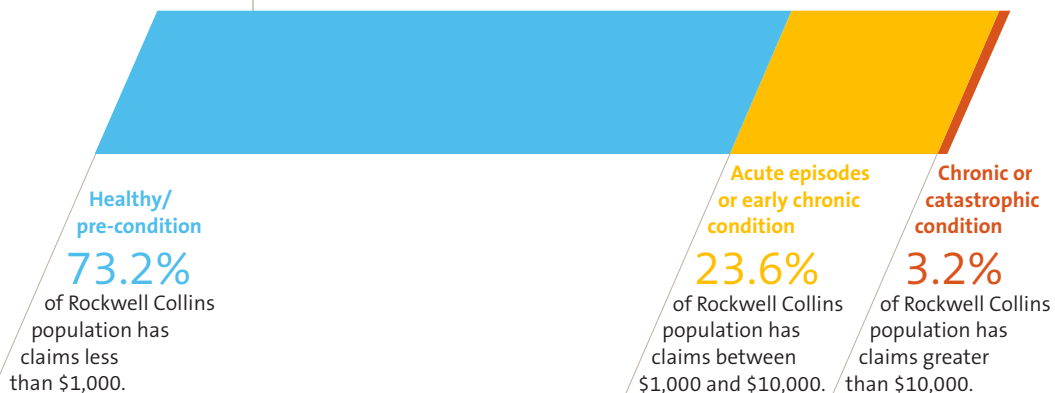 Healthy/
pre-condition
73.2%
of Rockwell Collins
population has
claims less
than $1,000.
Acute episodes
or early chronic
condition
23.6%
of Rockwell Collins
population has
claims between
$1,000 and $10,000.
Chronic or
catastrophic
condition
3.2%
of Rockwell Collins
population has
claims greater
than $10,000.